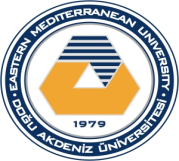 EASTERN MEDITERRANEAN UNIVERSITY
DOĞU AKDENİZ ÜNİVERSİTESİ
1979